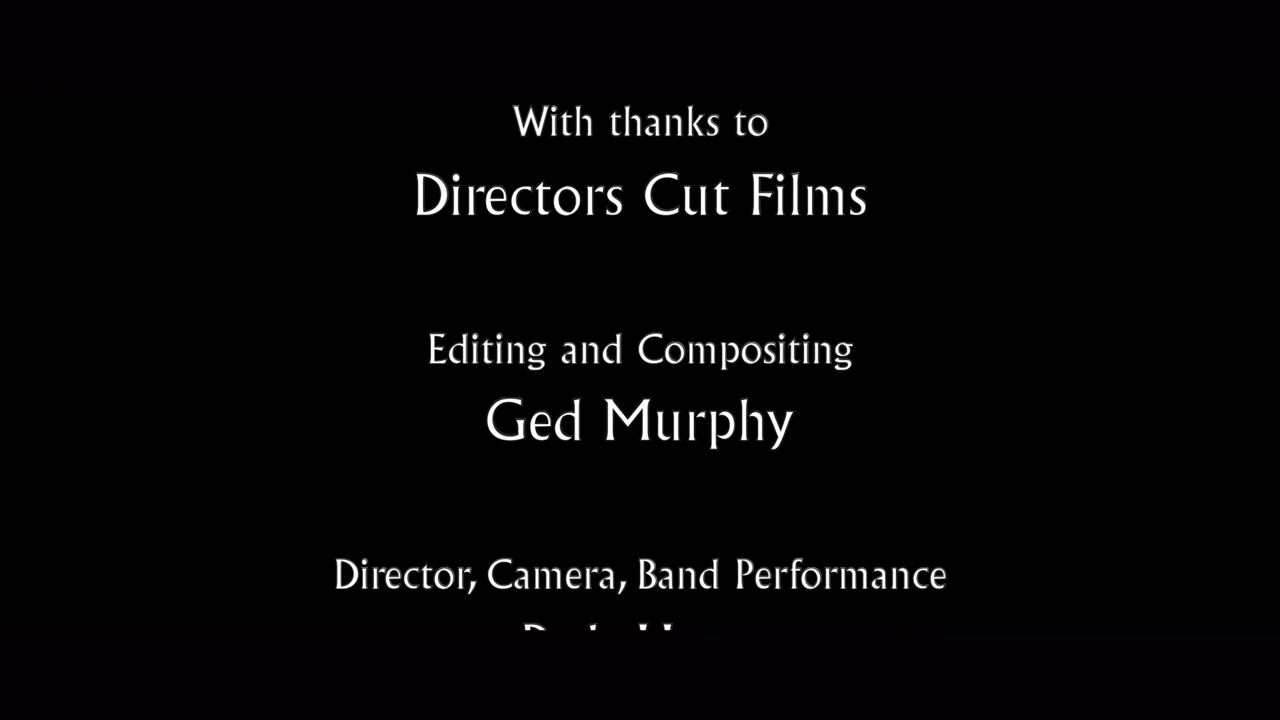 With thanks to
Directors Cut Films
Editing and Compositing
Ged Murphy
Director, Camera, Band Performance